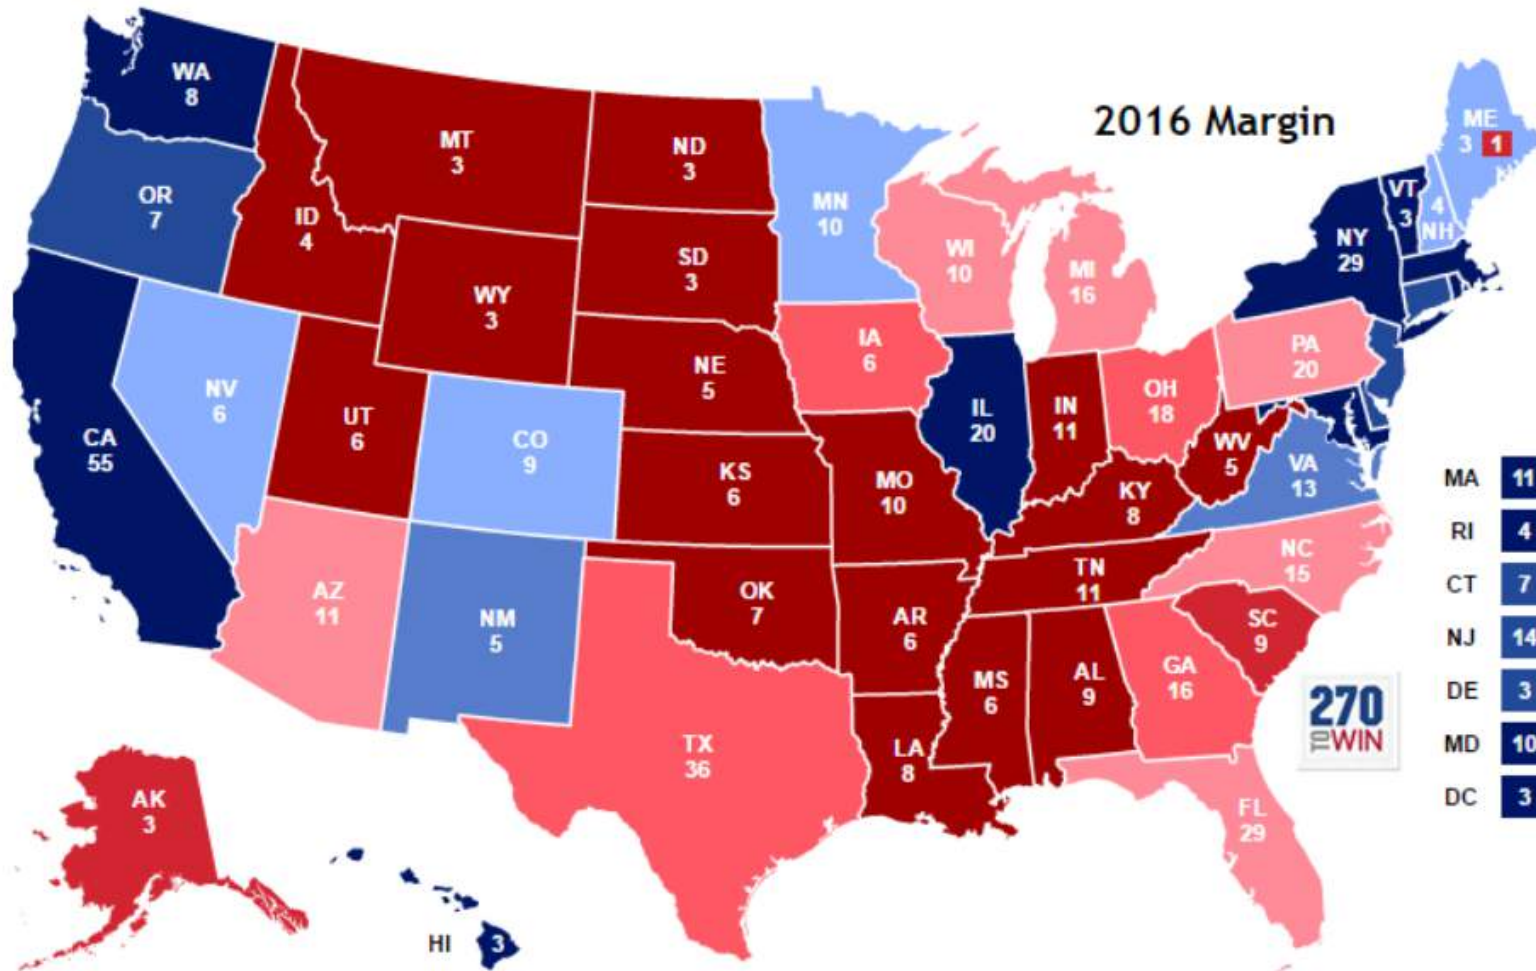 2016 Margin
WA
8
OR
7
CA
55
NV
6
ID
4
MT
3
WY
3
UT
6
AZ
11
CO
9
NM
5
ND
3
SD
3
NE
5
KS
6
OK
7
TX
36
MN
10
IA
6
MO
10
AR
6
LA
8
WI
10
IL
20
MI
16
IN
11
OH
18
KY
8
TN
11
MS
6
AL
9
GA
16
FL
29
SC
9
NC
15
VA
13
WV
5
PA
20
NY
29
VT
3
4
NH
ME
3 1
MA 11
RI 4
CT 7
NJ 14
DE 3
MD 10
DC 3
270
TO WIN
AK
3
HI 3